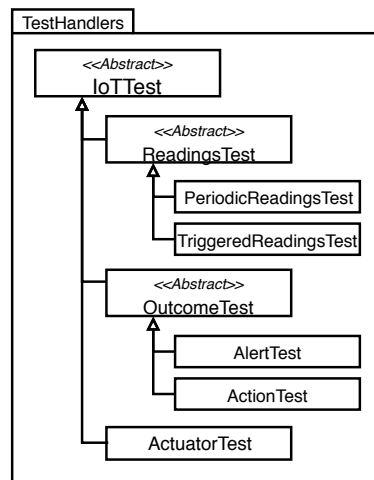 TestHandlers
<<Abstract>>
IoTTest
<<Abstract>>
ReadingsTest
PeriodicReadingsTest
TriggeredReadingsTest
<<Abstract>>
OutcomeTest
AlertTest
ActionTest
ActuatorTest